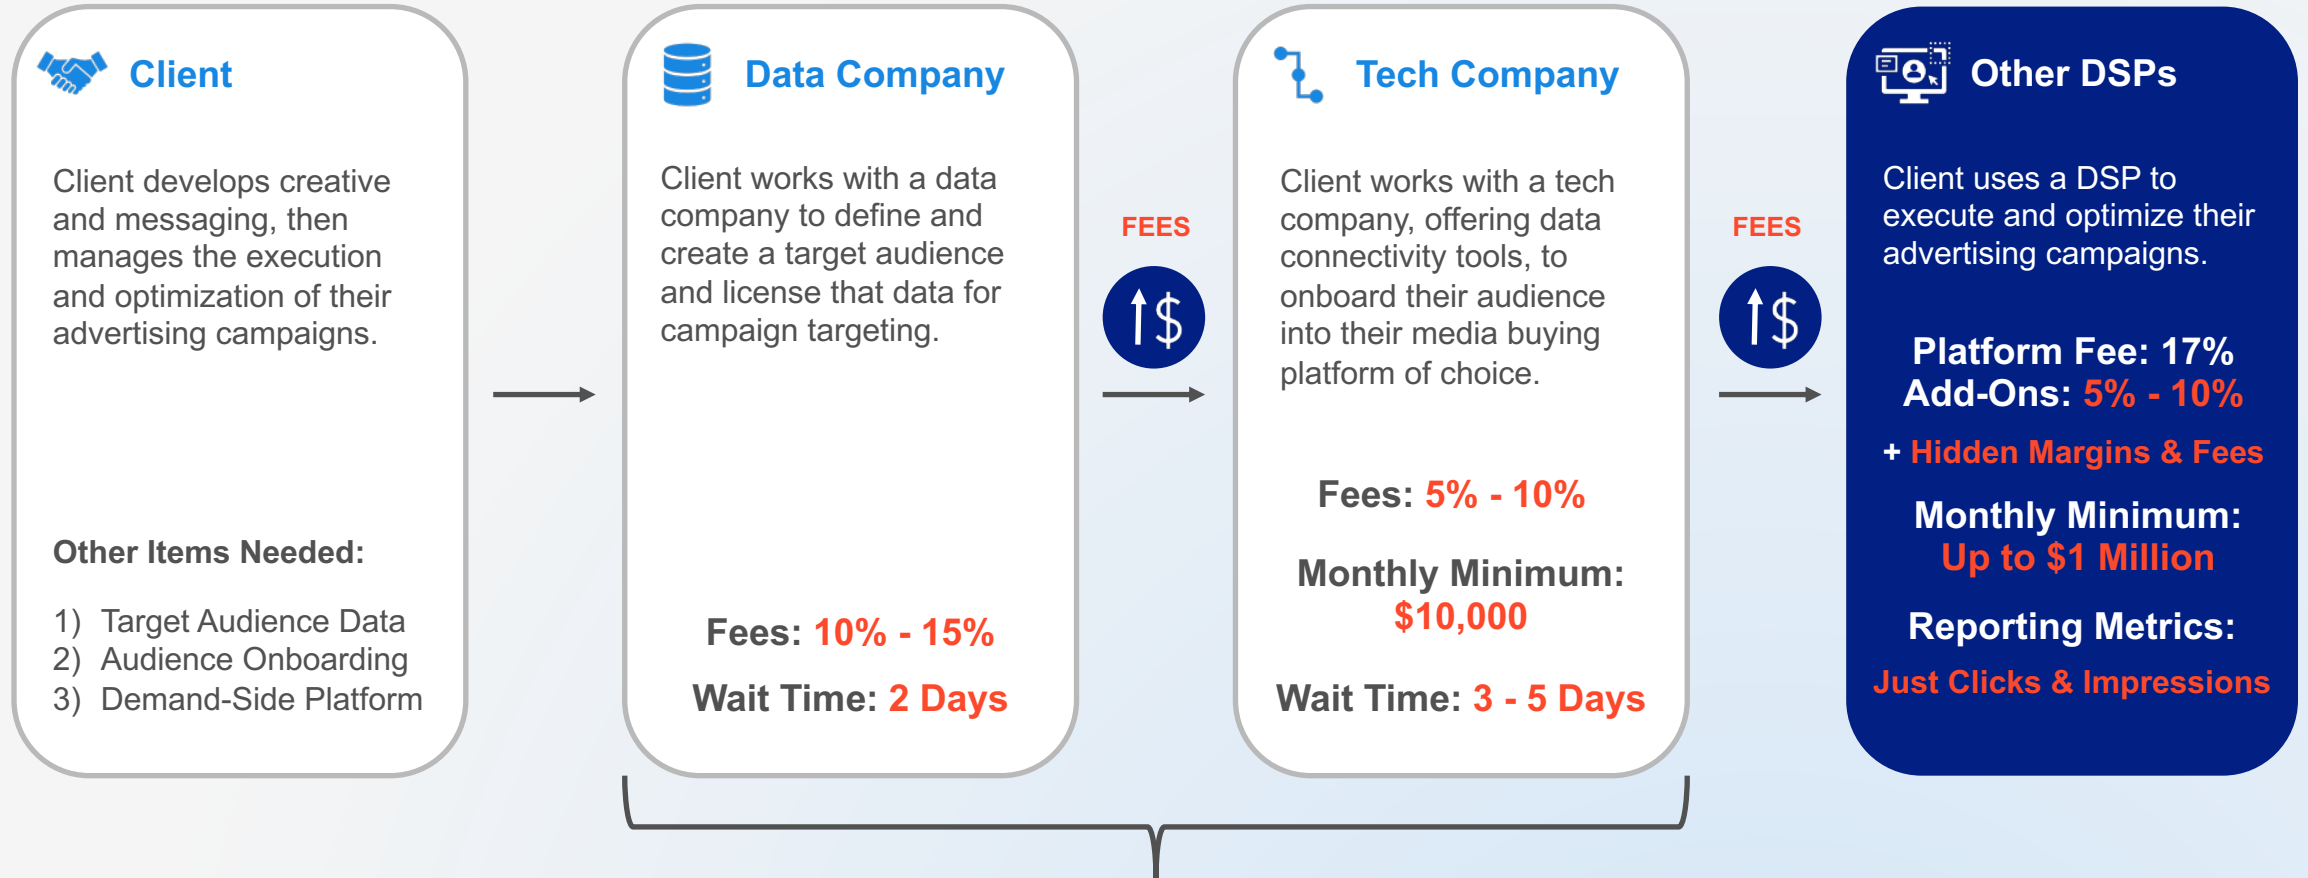 Client
Client develops creative
and messaging, then
manages the execution
and optimization of their
advertising campaigns.
Other Items Needed:
1) Target Audience Data
2) Audience Onboarding
3) Demand-Side Platform
Data Company
Client works with a data
company to define and
create a target audience
and license that data for
campaign targeting.
Fees: 10% - 15%
Wait Time: 2 Days
FEES
$
Tech Company
Client works with a tech
company, offering data
connectivity tools, to
onboard their audience
into their media buying
platform of choice.
Fees: 5% - 10%
Monthly Minimum:
$10,000
Wait Time: 3 - 5 Days
FEES
$
Other DSPs
Client uses a DSP to
execute and optimize their
advertising campaigns.
Platform Fee: 17%
Add-Ons: 5% - 10%
+ Hidden Margins & Fees
Monthly Minimum:
Up to $1 Million
Reporting Metrics:
Just Clicks & Impressions